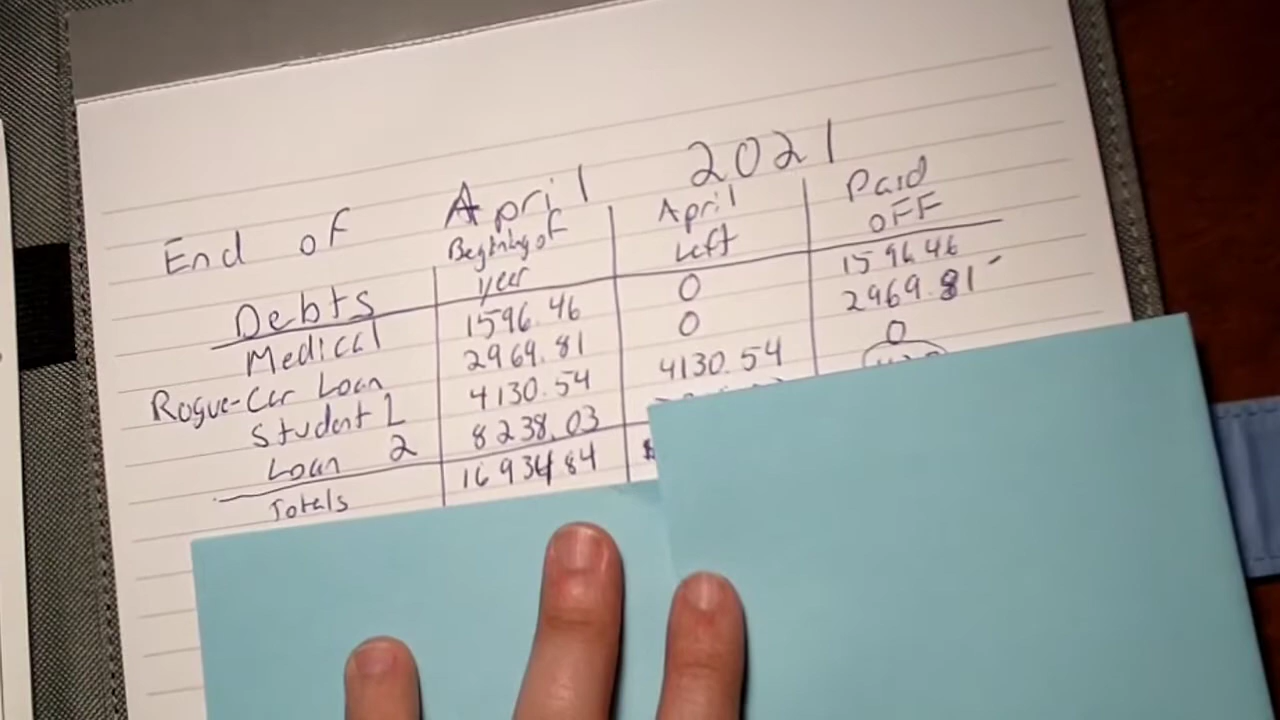 End of April 2021
Debts Beginning of year April Left Paid OFF
Medical 1596.46 0 1596.46
Rogue-Car Loan 2969.81 0 2969.81
Student 1 4130.54 4130.54 0
Loan 2 8238.03
Totals 16934.84 $